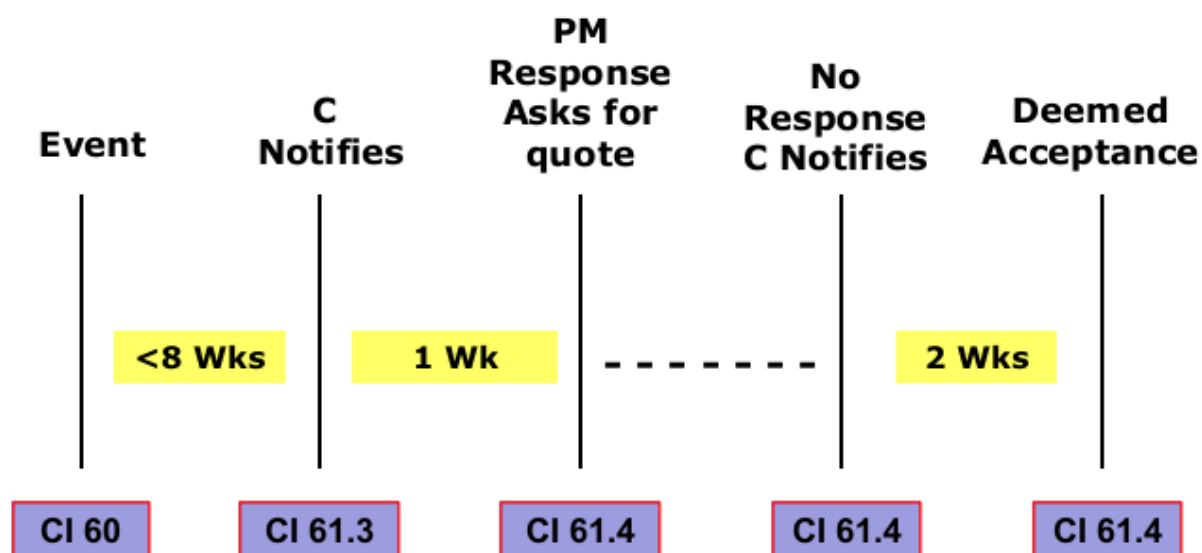 Event
C
Notifies
PM
Response
Asks for
quote
No
Response
C Notifies
Deemed
Acceptance
<8 Wks
1 Wk
2 Wks
Cl 60
Cl 61.3
Cl 61.4
Cl 61.4
Cl 61.4